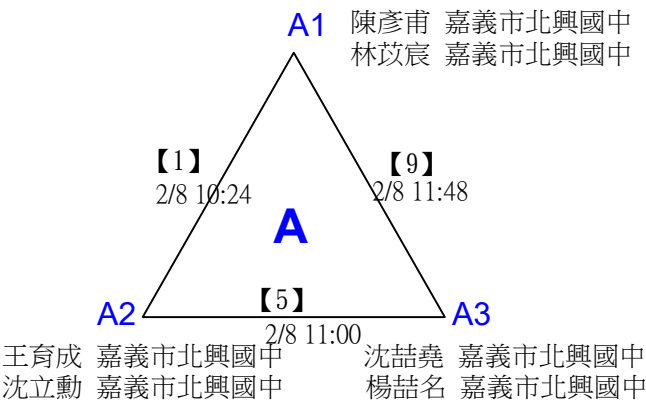 A1 陳彥甫 嘉義市北興國中
林苡宸 嘉義市北興國中
【1】
2/8 10:24
【9】
2/8 11:48
A
【5】
2/8 11:00
A2
A3
王育成 嘉義市北興國中
沈立勳 嘉義市北興國中
沈喆堯 嘉義市北興國中
楊喆名 嘉義市北興國中